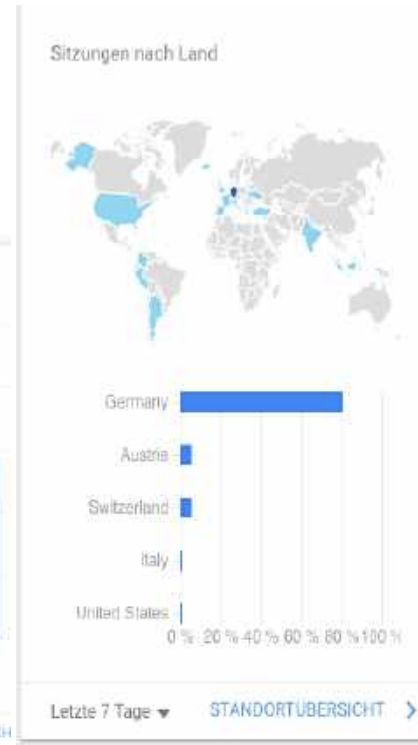 Sitzungen nach Land
Germany
Austria
Switzerland
Italy
United States
0 % 20 % 40 % 60 % 80 % 100 %
Letzte 7 Tage
STANDORTÜBERSICHT
CH